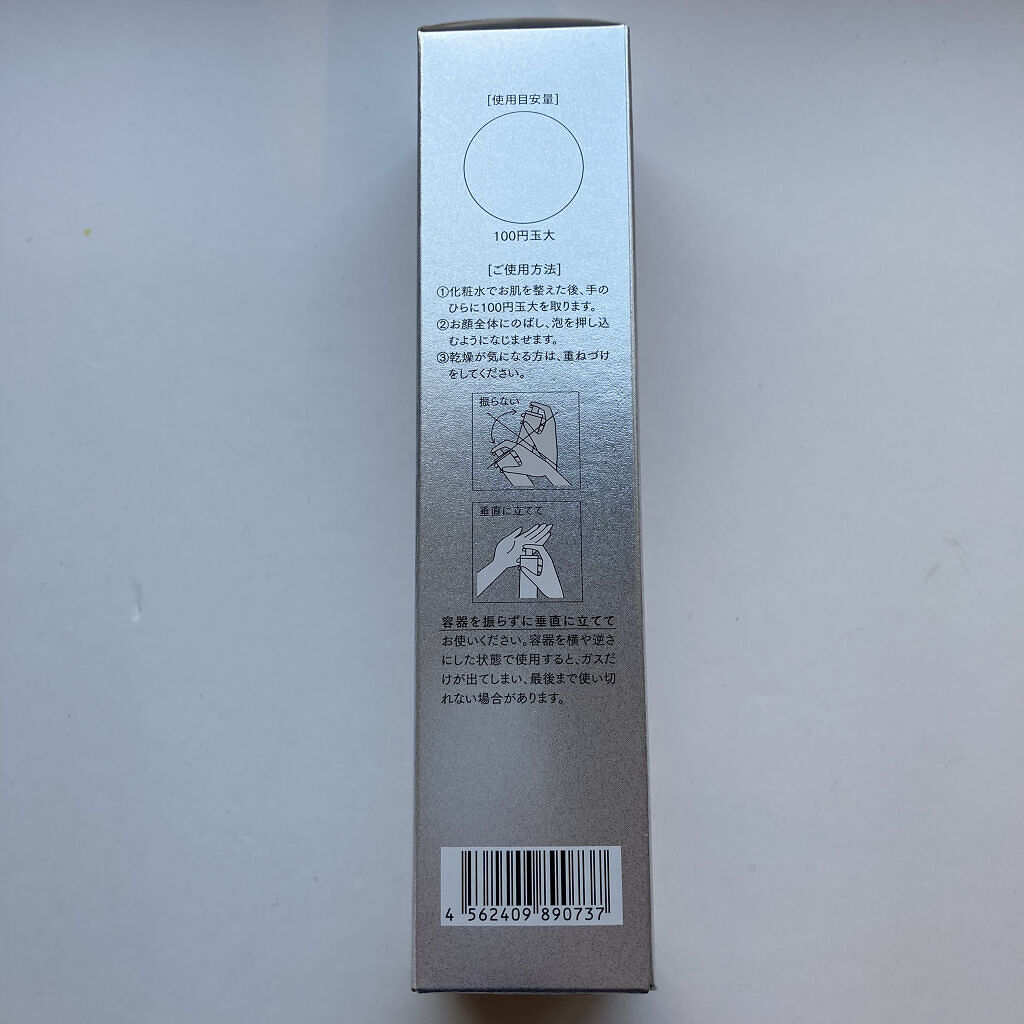 [使用目安量]
100円玉大
[ご使用方法]
①化粧水でお肌を整えた後、手の
ひらに100円玉大を取ります。
②お顔全体にのばし、泡を押し込
むようになじませます。
③乾燥が気になる方は、重ねづけ
をしてください。
振らない
垂直に立てて
容器を振らずに垂直に立てて
お使いください。容器を横や逆さ
にした状態で使用すると、ガスだ
けが出てしまい、最後まで使い切
れない場合があります。
4 562409 890737